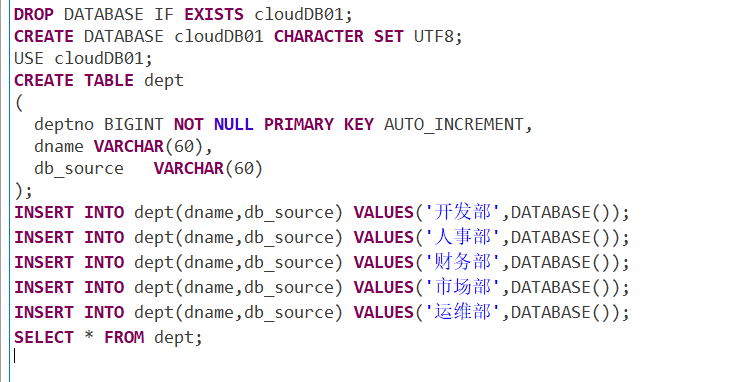 DROP DATABASE IF EXISTS cloudDB01;
CREATE DATABASE cloudDB01 CHARACTER SET UTF8;
USE cloudDB01;
CREATE TABLE dept
(
  deptno BIGINT NOT NULL PRIMARY KEY AUTO_INCREMENT,
  dname VARCHAR(60),
  db_source   VARCHAR(60)
);
INSERT INTO dept(dname,db_source) VALUES('开发部',DATABASE());
INSERT INTO dept(dname,db_source) VALUES('人事部',DATABASE());
INSERT INTO dept(dname,db_source) VALUES('财务部',DATABASE());
INSERT INTO dept(dname,db_source) VALUES('市场部',DATABASE());
INSERT INTO dept(dname,db_source) VALUES('运维部',DATABASE());
SELECT * FROM dept;